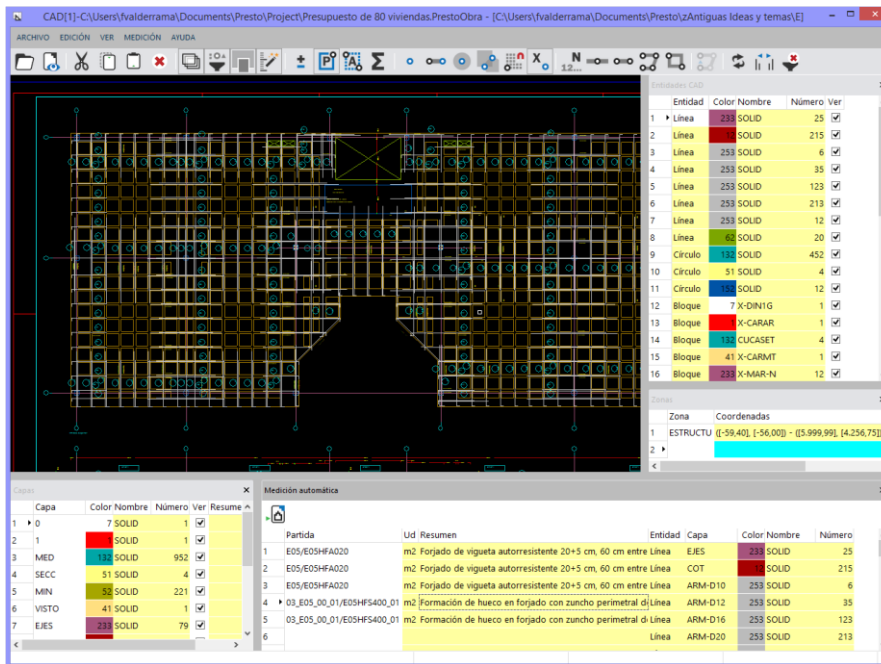 CAD[1]-C:\Users\fvalderrama\Documents\Presto\Project\Presupuesto de 80 viviendas.PrestoObra - [C:\Users\fvalderrama\Documents\Presto\zAntiguas Ideas y temas\E]
ARCHIVO EDICIÓN VER MEDICIÓN AYUDA
N
12...
Entidades CAD
Entidad Color Nombre Número Ver
1 Línea 233 SOLID 25
2 Línea 12 SOLID 215
3 Línea 253 SOLID 6
4 Línea 253 SOLID 35
5 Línea 253 SOLID 123
6 Línea 253 SOLID 213
7 Línea 253 SOLID 12
8 Línea 62 SOLID 20
9 Círculo 132 SOLID 452
10 Círculo 51 SOLID 4
11 Círculo 152 SOLID 12
12 Bloque 7 X-DIN1G 1
13 Bloque 1 X-CARAR 1
14 Bloque 132 CUCASET 4
15 Bloque 41 X-CARMT 1
16 Bloque 233 X-MAR-N 12
Zonas
Zona Coordenadas
1 ESTRUCTU ([-59,40], [-56,00]) - ([5.999,99], [4.256,75])
2
Capas
Capa Color Nombre Número Ver Resume
1 0 7 SOLID 1
2 1 1 SOLID 1
3 MED 132 SOLID 952
4 SECC 51 SOLID 4
5 MIN 52 SOLID 221
6 VISTO 41 SOLID 1
7 EJES 233 SOLID 79
Medición automática
Partida Ud Resumen Entidad Capa Color Nombre Número
1 E05/E05HFA020 m2 Forjado de vigueta autorresistente 20+5 cm, 60 cm entre Línea EJES 233 SOLID 25
2 E05/E05HFA020 m2 Forjado de vigueta autorresistente 20+5 cm, 60 cm entre Línea COT 12 SOLID 215
3 E05/E05HFA020 m2 Forjado de vigueta autorresistente 20+5 cm, 60 cm entre Línea ARM-D10 253 SOLID 6
4 03_E05_00_01/E05HFS400_01 m2 Formación de hueco en forjado con zuncho perimetral d Línea ARM-D12 253 SOLID 35
5 03_E05_00_01/E05HFS400_01 m2 Formación de hueco en forjado con zuncho perimetral d Línea ARM-D16 253 SOLID 123
6 Línea ARM-D20 253 SOLID 213